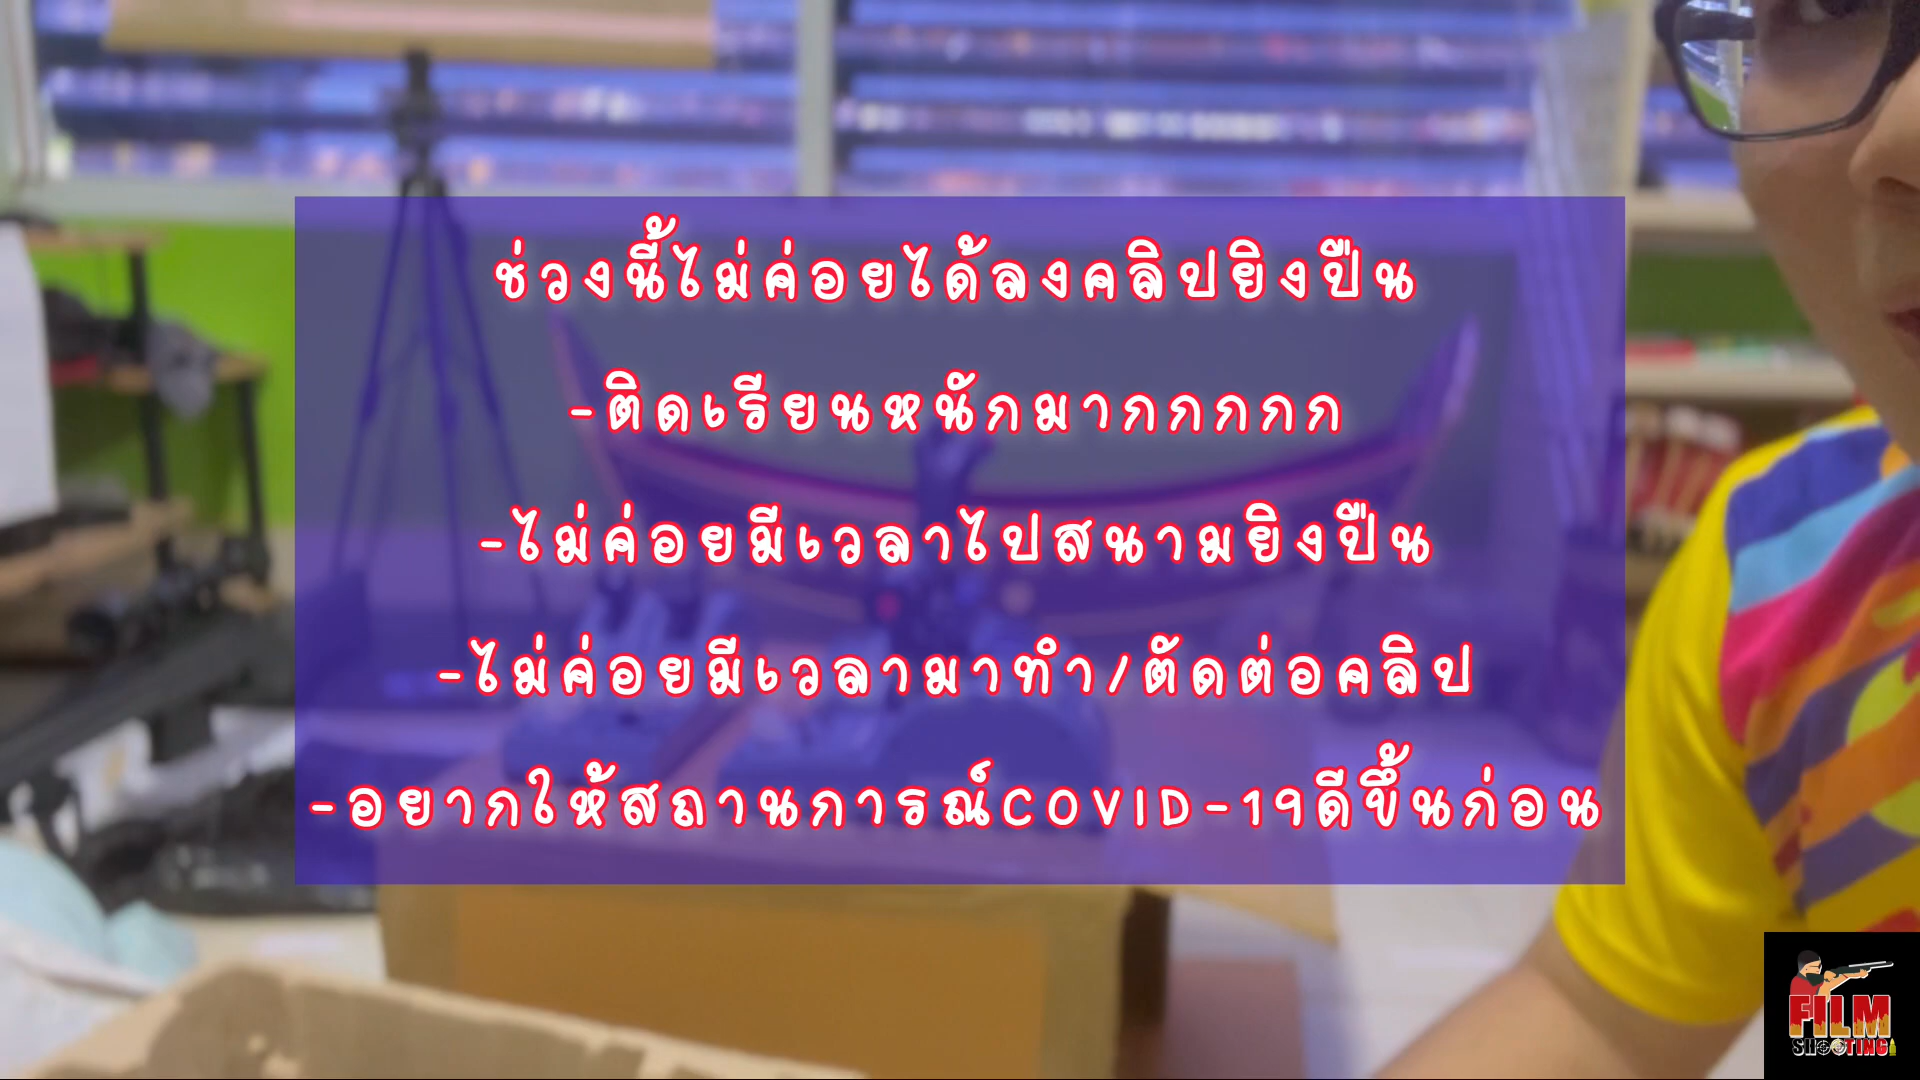 ช่วงนี้ไม่ค่อยได้ลงคลิปยิงปืน
-ติดเรียนหนักมากกกกก
-ไม่ค่อยมีเวลาไปสนามยิงปืน
-ไม่ค่อยมีเวลามาทำ/ตัดต่อคลิป
-อยากให้สถานการณ์COVID-19ดีขึ้นก่อน
FILM
SHOOTING